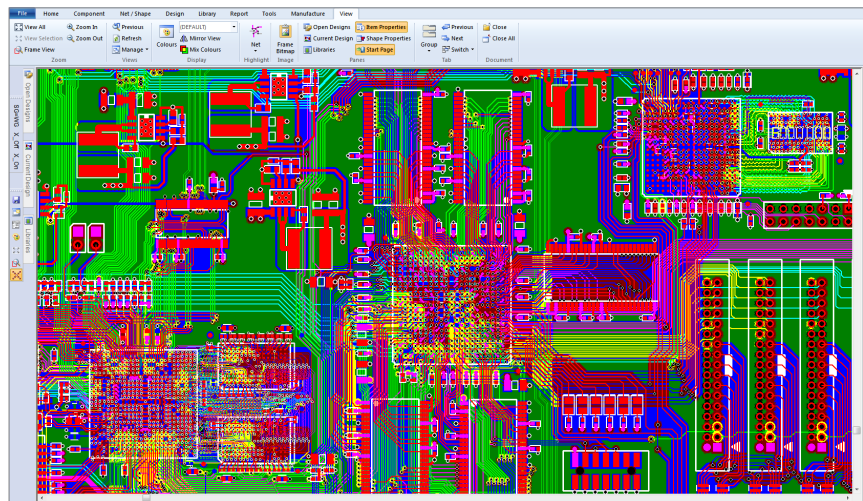 File Home Component Net / Shape Design Library Report Tools Manufacture View
View All Zoom In Previous (DEFAULT) Open Designs Item Properties Previous Close
View Selection Zoom Out Refresh Mirror View Current Design Shape Properties Next Close All
Frame View Manage Colours Mix Colours Net Frame Bitmap Libraries Start Page Group Switch
Zoom Views Display Highlight Image Panes Tab Document
Open Designs
Current Design
Libraries
X_Off X_On